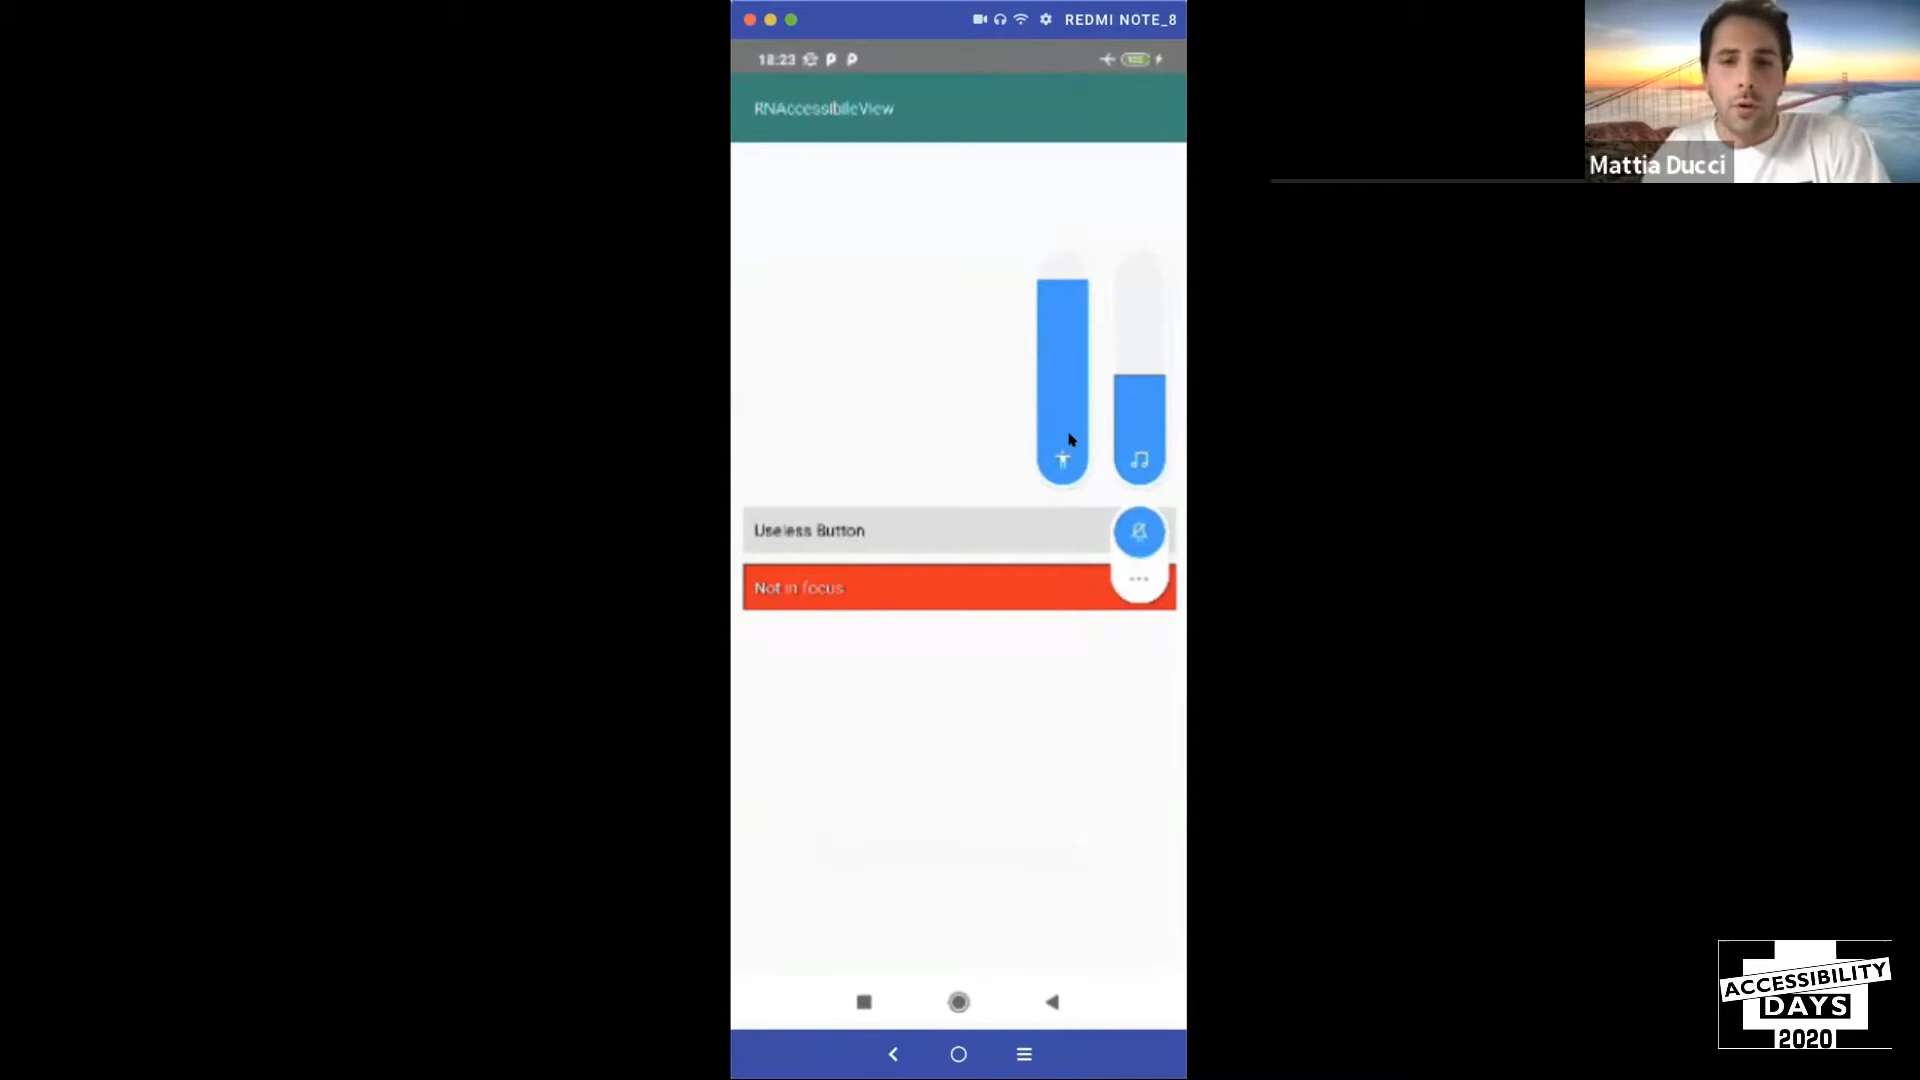 REDMI NOTE_8
18:23
RNAccessibileView
Useless Button
Not in focus
Mattia Ducci
ACCESSIBILITY
DAYS
2020